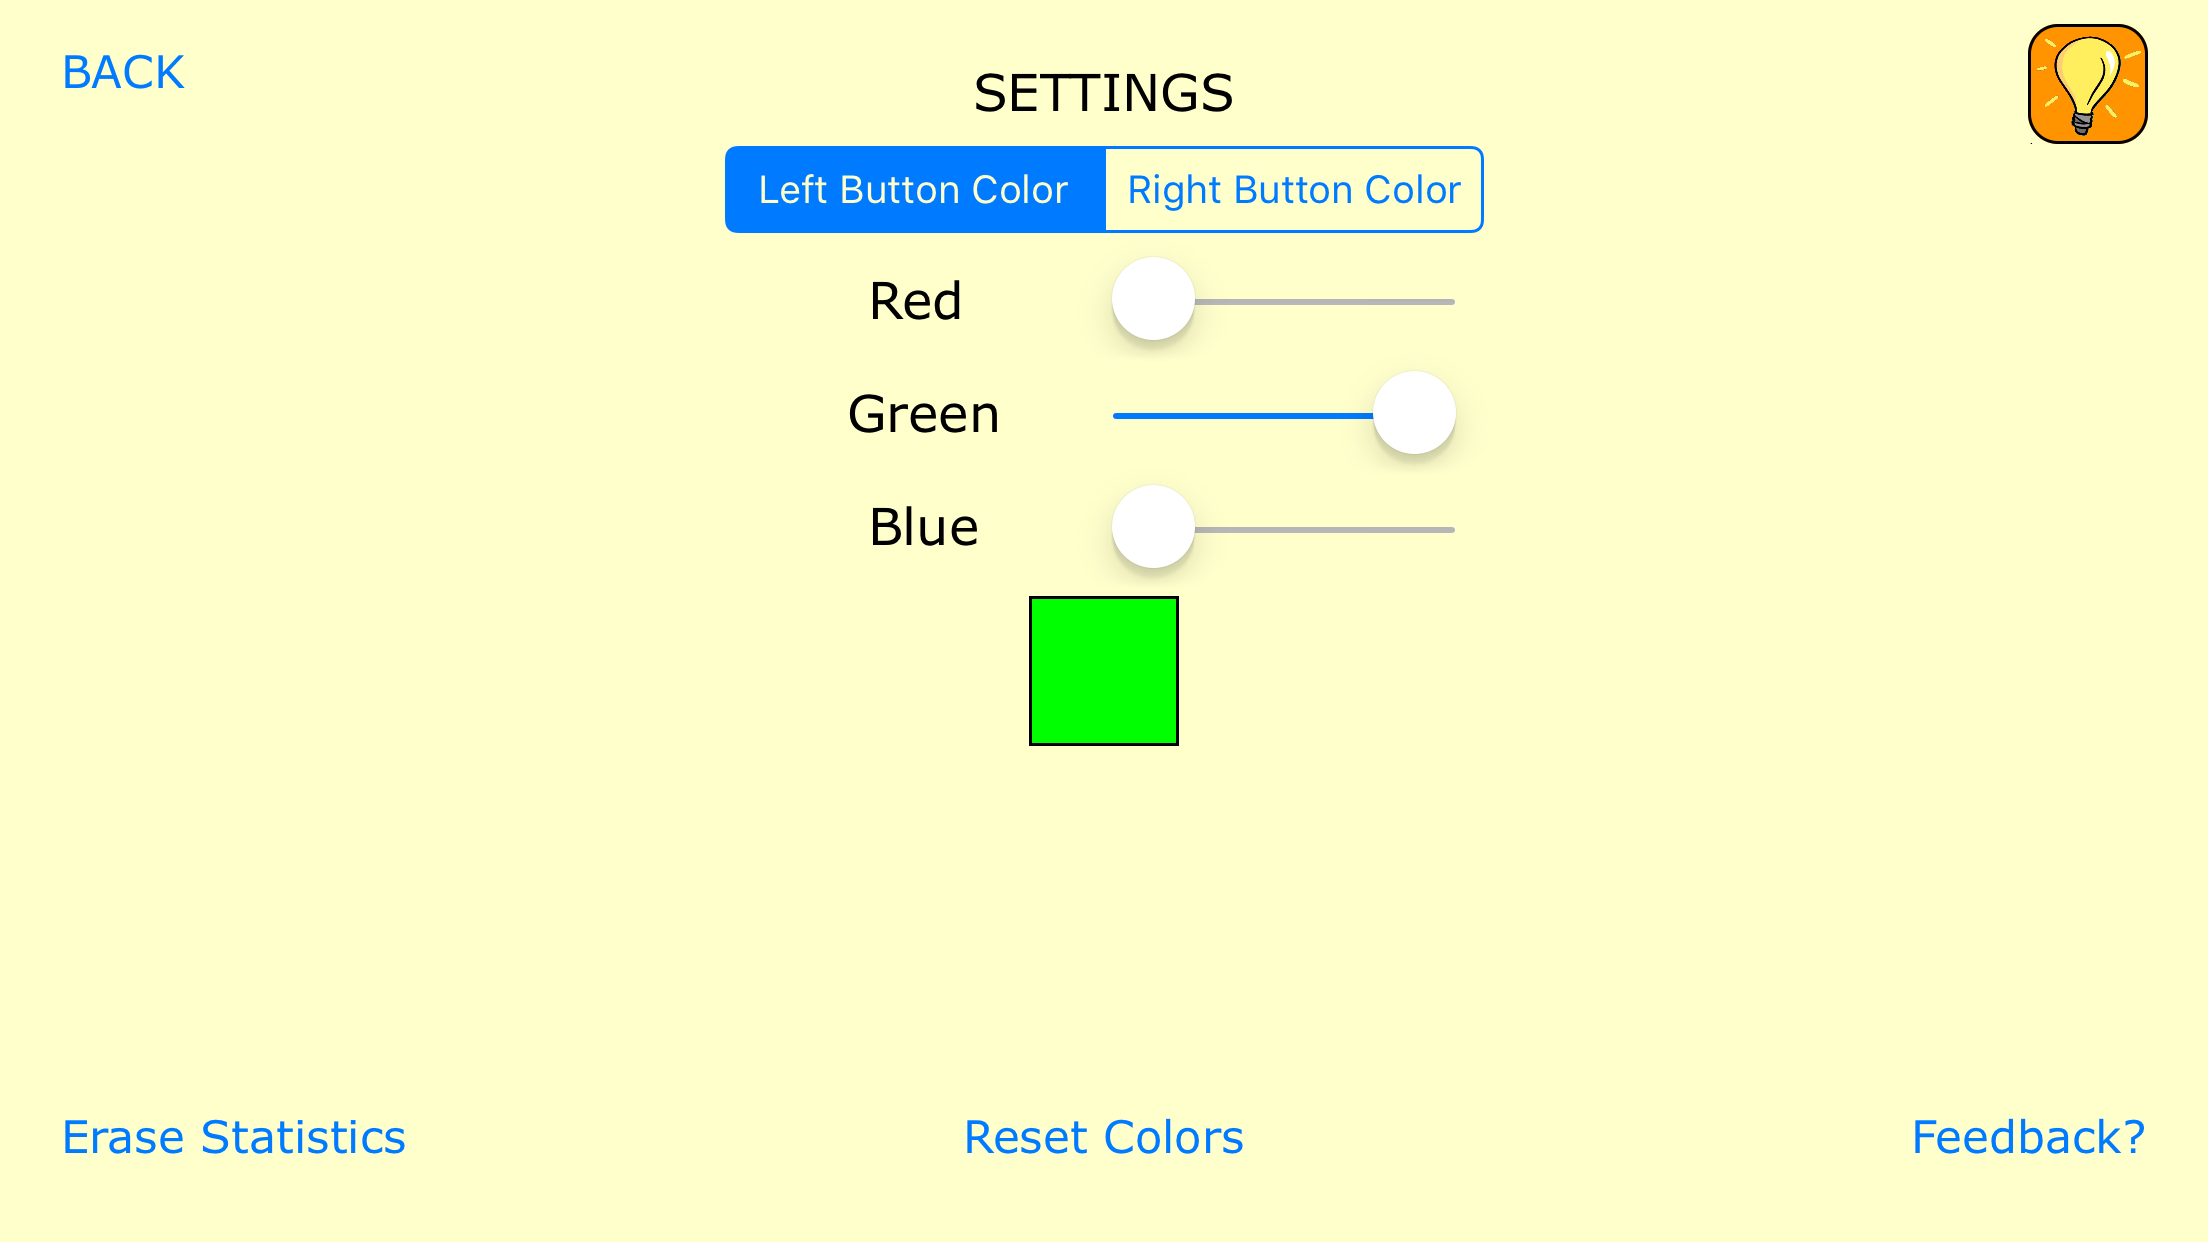 BACK
SETTINGS
Left Button Color
Right Button Color
Red
Green
Blue
Erase Statistics
Reset Colors
Feedback?